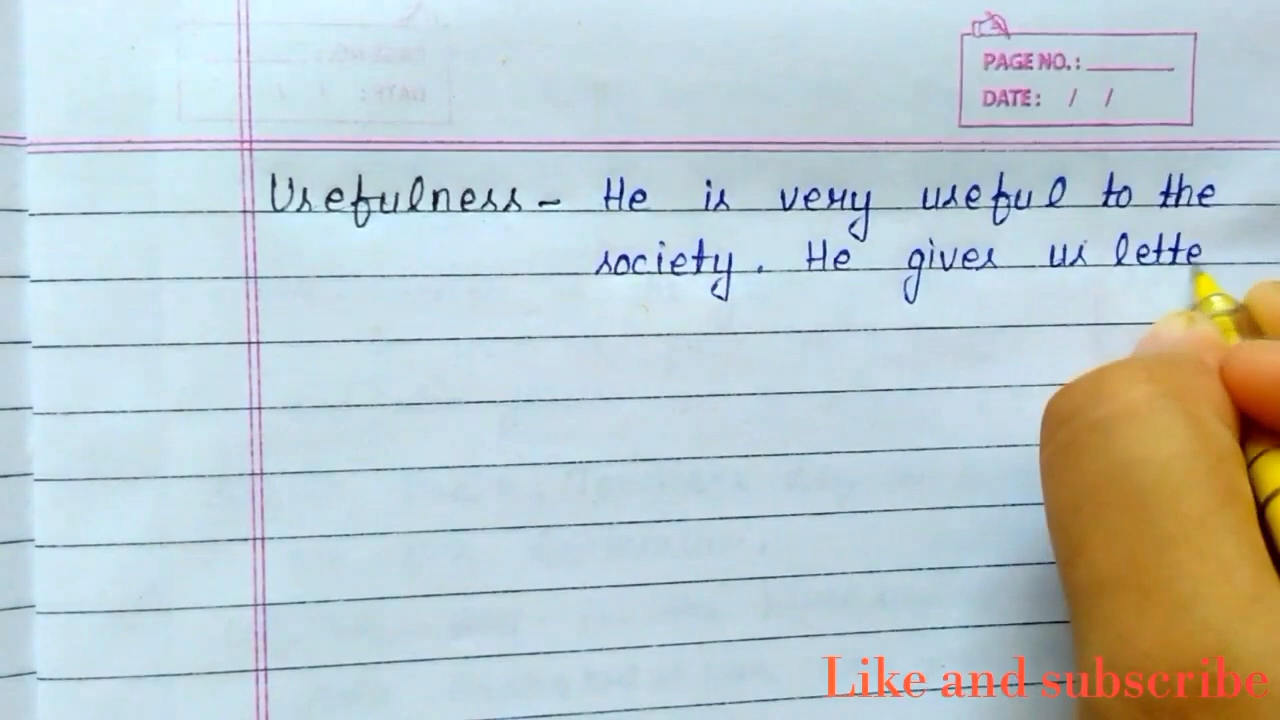 PAGE NO.:
DATE: / /
Usefulness - He is very useful to the
society. He gives us lette
Like and subscribe